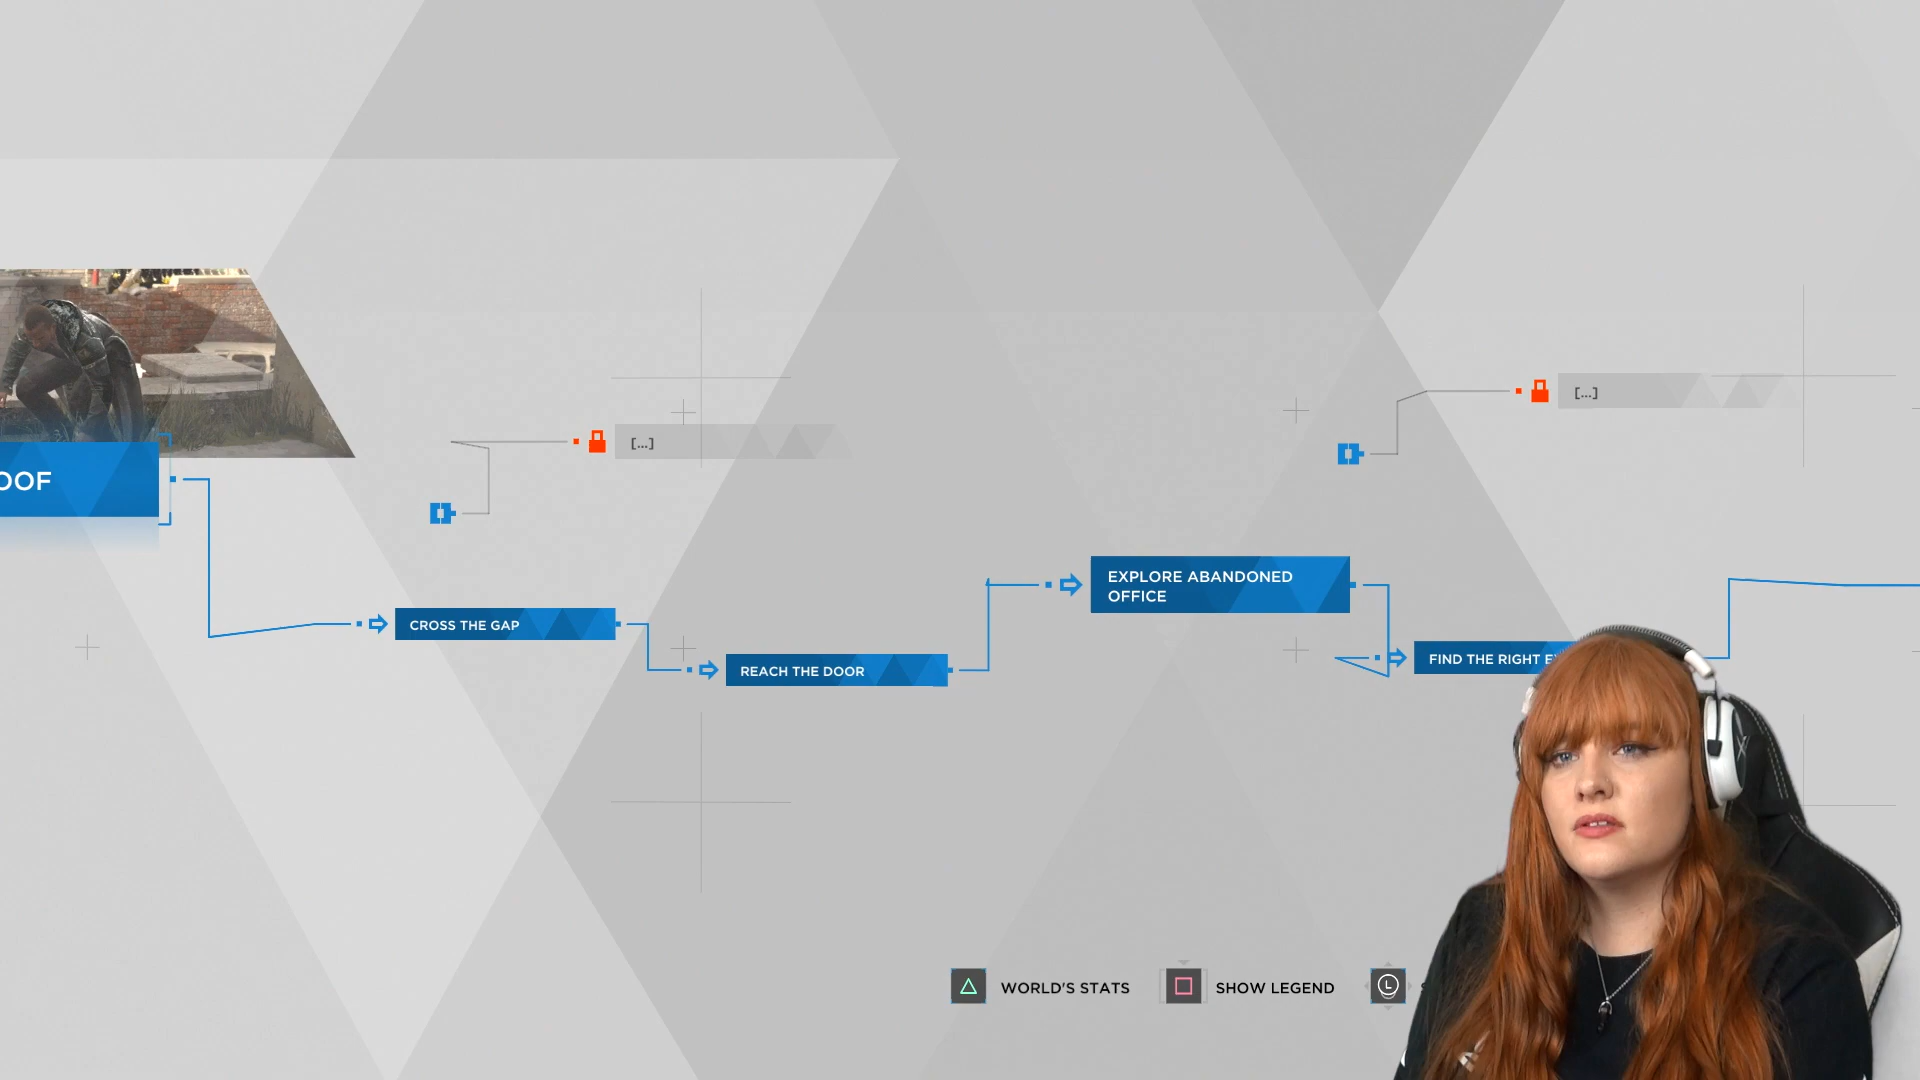 [...]
[...]
OOF
EXPLORE ABANDONED
OFFICE
CROSS THE GAP
FIND THE RIGHT
REACH THE DOOR
WORLD'S STATS
SHOW LEGEND
L